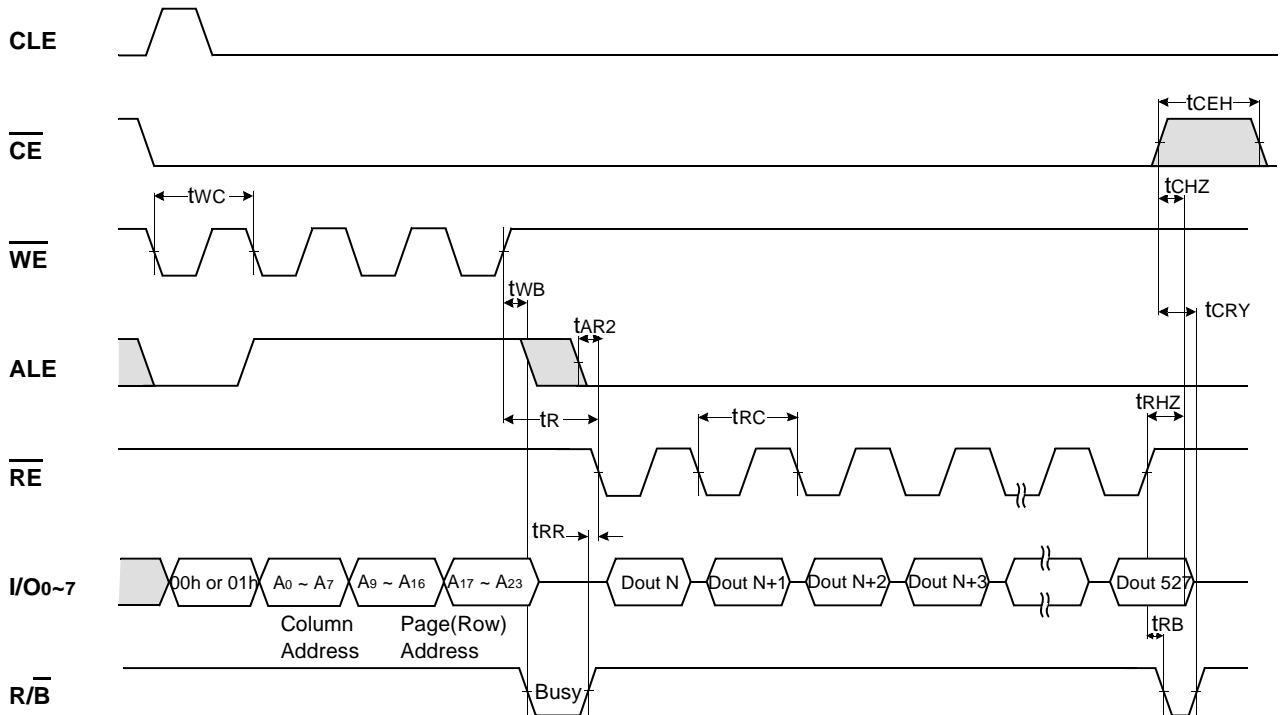 CLE
tCEH
CE
tWC
tCHZ
WE
tWB
tCRY
tAR2
ALE
tR
tRC
tRHZ
RE
tRR
I/O0~7
00h or 01h
A0 ~ A7
A9 ~ A16
A17 ~ A23
Dout N
Dout N+1
Dout N+2
Dout N+3
Dout 527
Column
Address
Page(Row)
Address
tRB
R/B
Busy